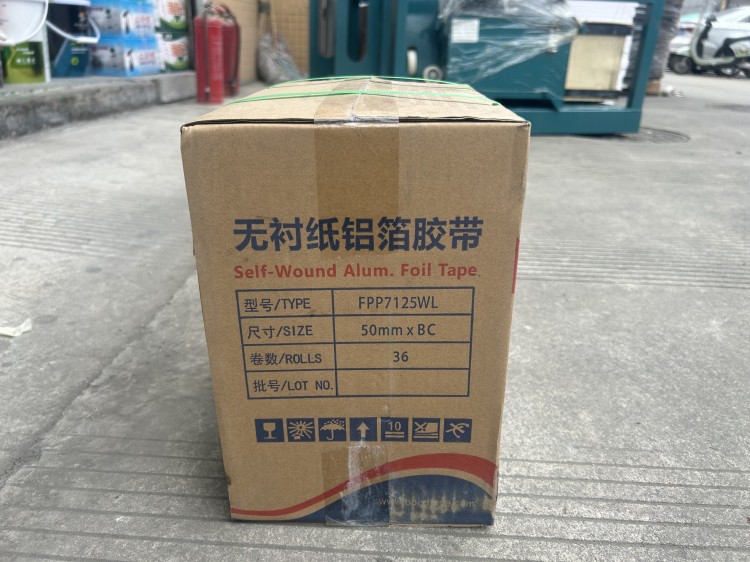 无衬纸铝箔胶带
Self-Wound Alum. Foil Tape
型号/TYPE FPP7125WL
尺寸/SIZE 50mm x BC
卷数/ROLLS 36
批号/LOT NO.
10